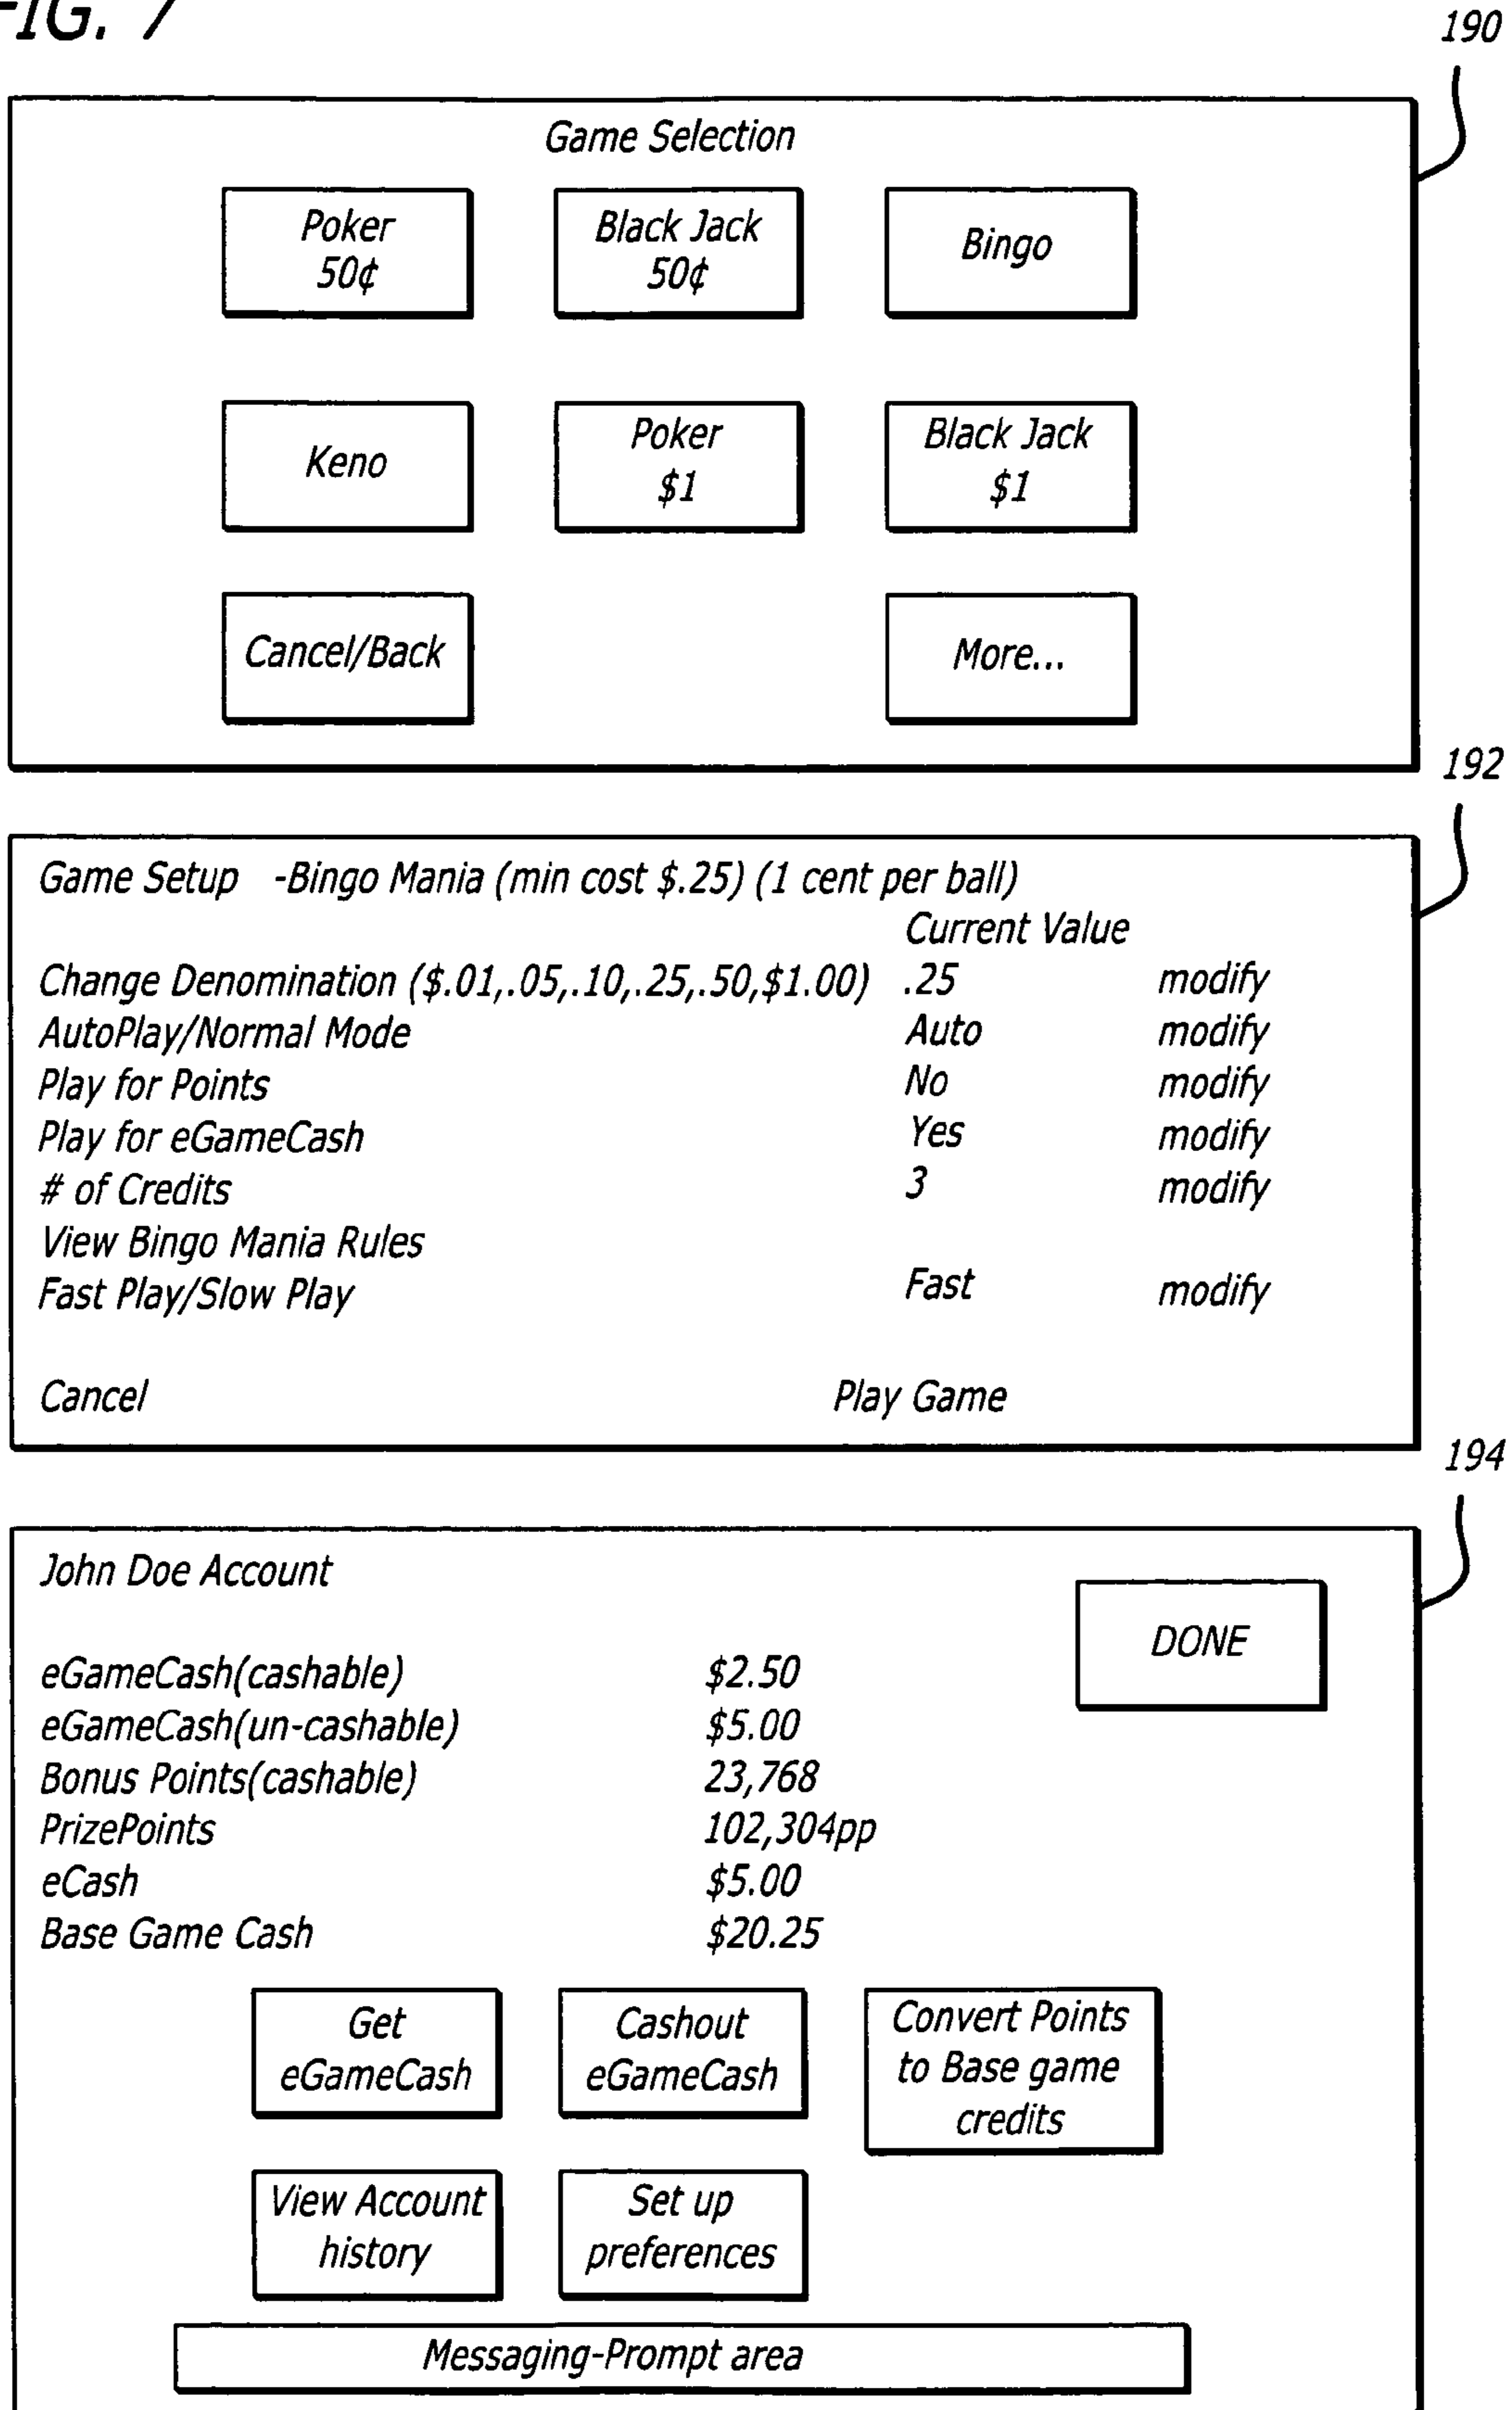 FIG. 7
190
Game Selection
Poker
50¢
Black Jack
50¢
Bingo
Keno
Poker
$1
Black Jack
$1
Cancel/Back
More...
192
Game Setup -Bingo Mania (min cost $.25) (1 cent per ball)
Current Value
Change Denomination ($.01,.05,.10,.25,.50,$1.00) .25 modify
AutoPlay/Normal Mode Auto modify
Play for Points No modify
Play for eGameCash Yes modify
# of Credits 3 modify
View Bingo Mania Rules
Fast Play/Slow Play Fast modify
Cancel Play Game
194
John Doe Account
DONE
eGameCash(cashable) $2.50
eGameCash(un-cashable) $5.00
Bonus Points(cashable) 23,768
PrizePoints 102,304pp
eCash $5.00
Base Game Cash $20.25
Get
eGameCash
Cashout
eGameCash
Convert Points
to Base game
credits
View Account
history
Set up
preferences
Messaging-Prompt area